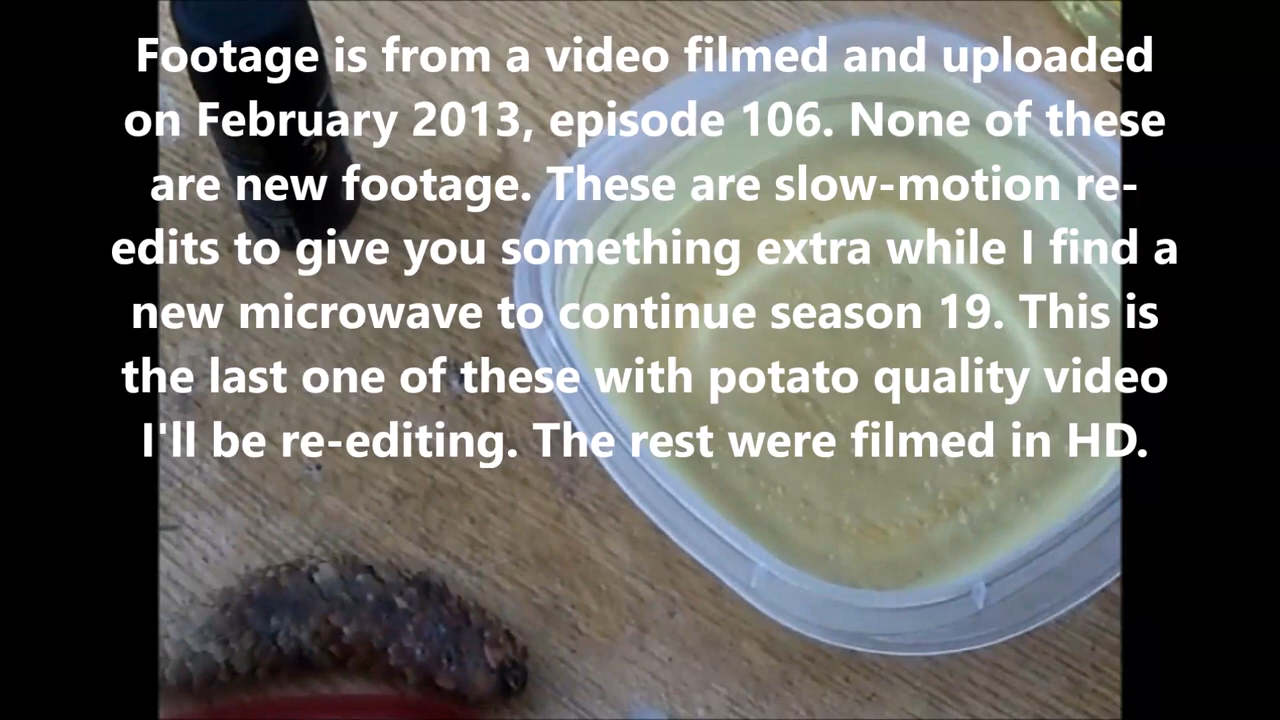 Footage is from a video filmed and uploaded
on February 2013, episode 106. None of these
are new footage. These are slow-motion re-
edits to give you something extra while I find a
new microwave to continue season 19. This is
the last one of these with potato quality video
I'll be re-editing. The rest were filmed in HD.